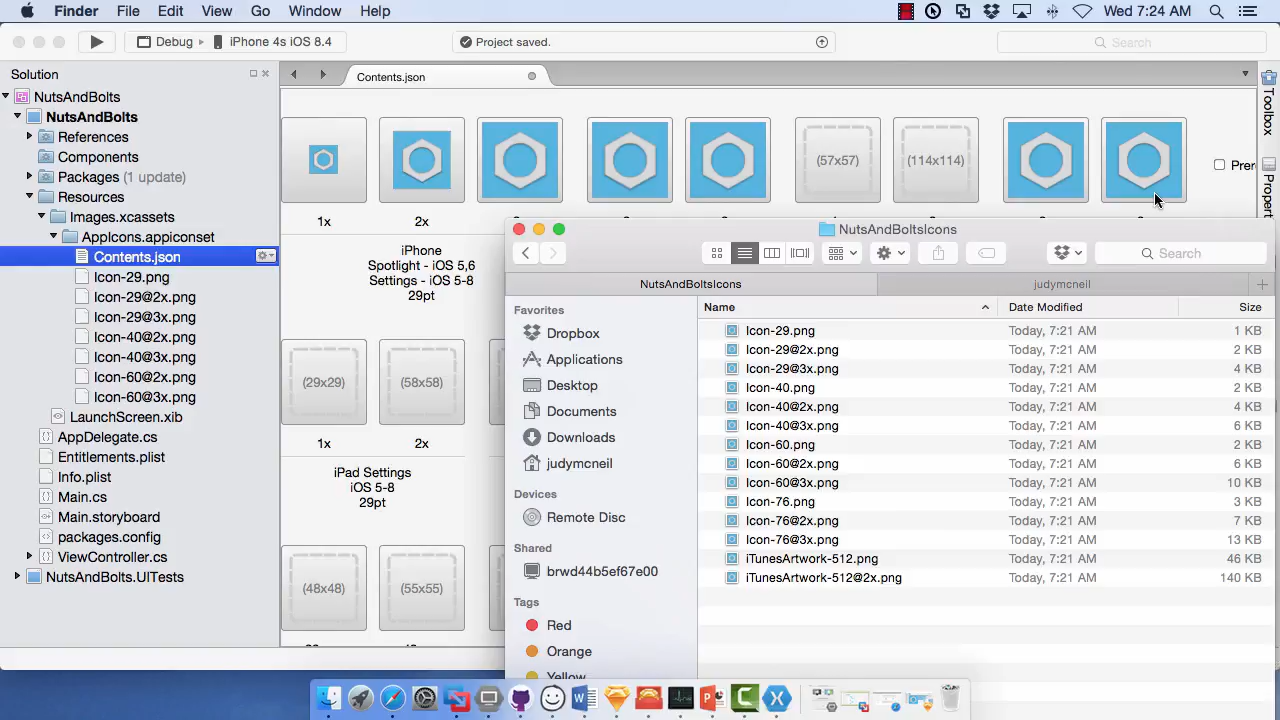 Finder File Edit View Go Window Help Wed 7:24 AM
Debug iPhone 4s iOS 8.4 Project saved. Search
Solution
Contents.json
NutsAndBolts
NutsAndBolts
References
Components
Packages (1 update)
Resources
Images.xcassets
AppIcons.appiconset
Contents.json
Icon-29.png
Icon-29@2x.png
Icon-29@3x.png
Icon-40@2x.png
Icon-40@3x.png
Icon-60@2x.png
Icon-60@3x.png
LaunchScreen.xib
AppDelegate.cs
Entitlements.plist
Info.plist
Main.cs
Main.storyboard
packages.config
ViewController.cs
NutsAndBolts.UITests
(57x57) (114x114)
Toolbox
1x 2x
iPhone
Spotlight - iOS 5,6
Settings - iOS 5-8
29pt
(29x29) (58x58)
1x 2x
iPad Settings
iOS 5-8
29pt
(48x48) (55x55)
NutsAndBoltsIcons
Search
NutsAndBoltsIcons judymcneil
Favorites
Dropbox
Applications
Desktop
Documents
Downloads
judymcneil
Devices
Remote Disc
Shared
brwd44b5ef67e00
Tags
Red
Orange
Yellow
Name Date Modified Size
Icon-29.png Today, 7:21 AM 1 KB
Icon-29@2x.png Today, 7:21 AM 2 KB
Icon-29@3x.png Today, 7:21 AM 4 KB
Icon-40.png Today, 7:21 AM 2 KB
Icon-40@2x.png Today, 7:21 AM 4 KB
Icon-40@3x.png Today, 7:21 AM 6 KB
Icon-60.png Today, 7:21 AM 2 KB
Icon-60@2x.png Today, 7:21 AM 6 KB
Icon-60@3x.png Today, 7:21 AM 10 KB
Icon-76.png Today, 7:21 AM 3 KB
Icon-76@2x.png Today, 7:21 AM 7 KB
Icon-76@3x.png Today, 7:21 AM 13 KB
iTunesArtwork-512.png Today, 7:21 AM 46 KB
iTunesArtwork-512@2x.png Today, 7:21 AM 140 KB